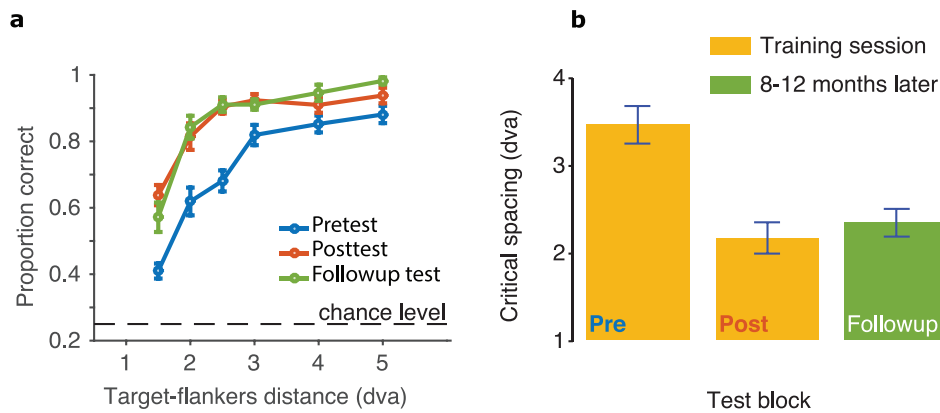 a
Proportion correct
1
0.8
0.6
0.4
0.2
Pretest
Posttest
Followup test
chance level
1
2
3
4
5
Target-flankers distance (dva)
b
Training session
8-12 months later
Critical spacing (dva)
4
3
2
1
Pre
Post
Followup
Test block